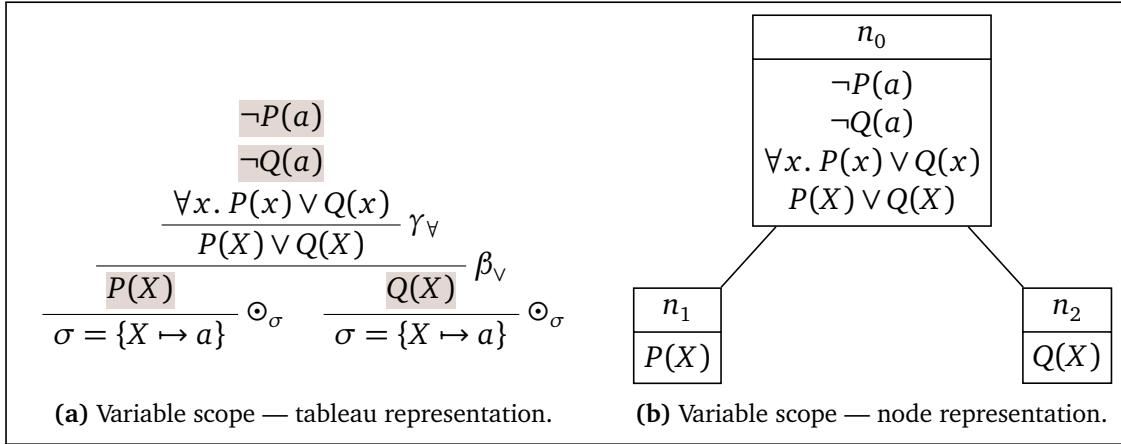 ¬P(a)
¬Q(a)
∀x. P(x) ∨ Q(x)
γ∀
P(X) ∨ Q(X)
β∨
P(X)
Q(X)
σ = {X ↦ a} ⊙σ
σ = {X ↦ a} ⊙σ
(a) Variable scope — tableau representation.
n0
¬P(a)
¬Q(a)
∀x. P(x) ∨ Q(x)
P(X) ∨ Q(X)
n1
P(X)
n2
Q(X)
(b) Variable scope — node representation.